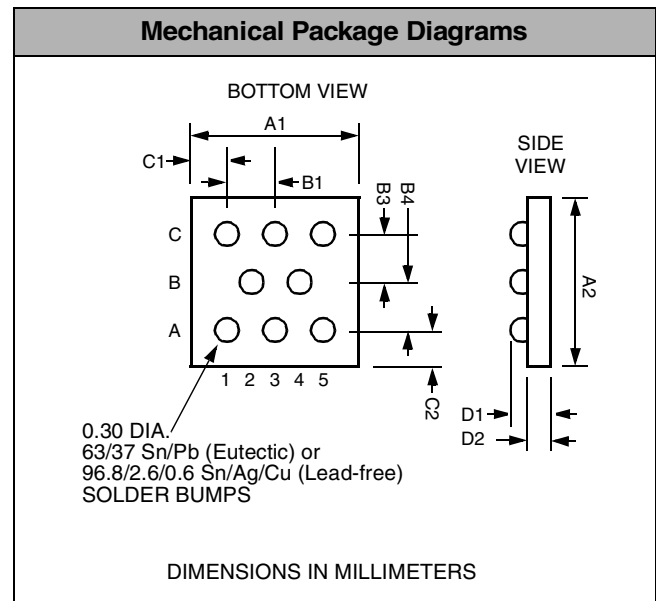 Mechanical Package Diagrams
BOTTOM VIEW
A1
SIDE
VIEW
C1
B1
B3
B4
C
B
A
A2
1 2 3 4 5
C2
D1
D2
0.30 DIA.
63/37 Sn/Pb (Eutectic) or
96.8/2.6/0.6 Sn/Ag/Cu (Lead-free)
SOLDER BUMPS
DIMENSIONS IN MILLIMETERS